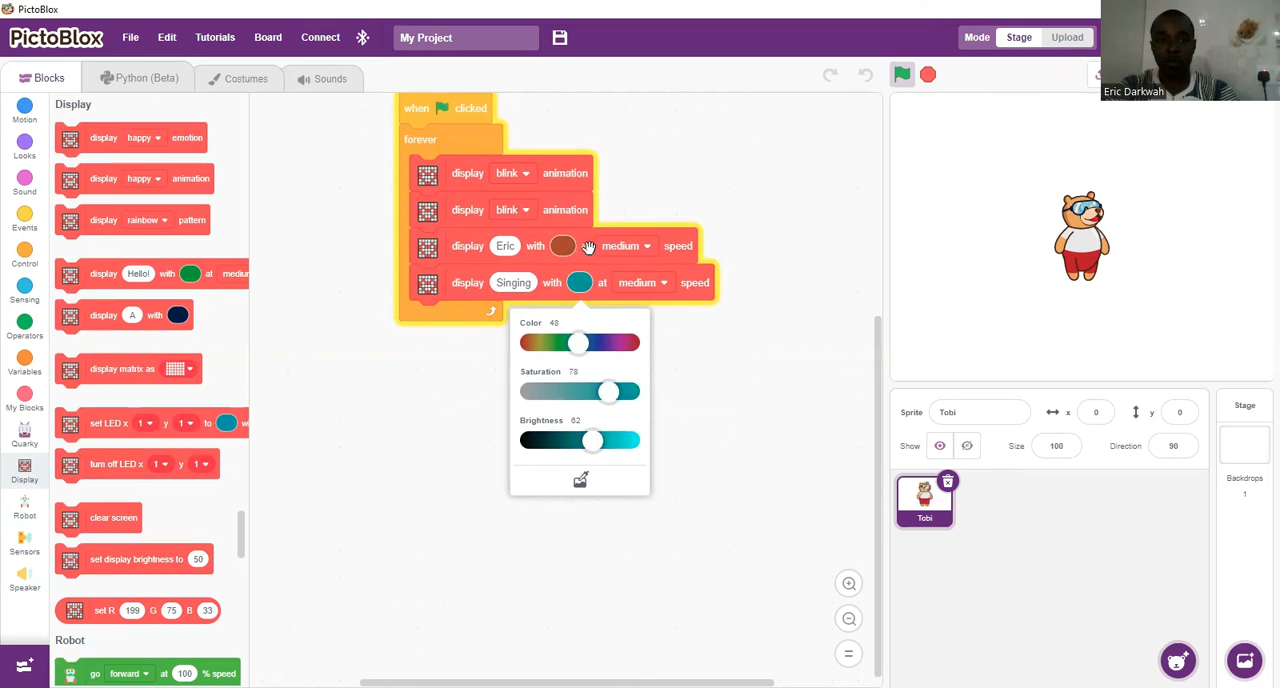 PictoBlox
PictoBlox File Edit Tutorials Board Connect My Project Mode Stage Upload
Eric Darkwah
Blocks Python (Beta) Costumes Sounds
Motion
Looks
Sound
Events
Control
Sensing
Operators
Variables
My Blocks
Quarky
Display
Robot
Sensors
Speaker
Display
display happy emotion
display happy animation
display rainbow pattern
display Hello! with at medium
display A with
display matrix as
set LED x 1 y 1 to w
turn off LED x 1 y 1
clear screen
set display brightness to 50
set R 199 G 75 B 33
Robot
go forward at 100 % speed
when clicked
forever
display blink animation
display blink animation
display Eric with medium speed
display Singing with at medium speed
Color 48
Saturation 78
Brightness 62
Sprite Tobi x 0 y 0
Show Size 100 Direction 90
Tobi
Stage
Backdrops
1